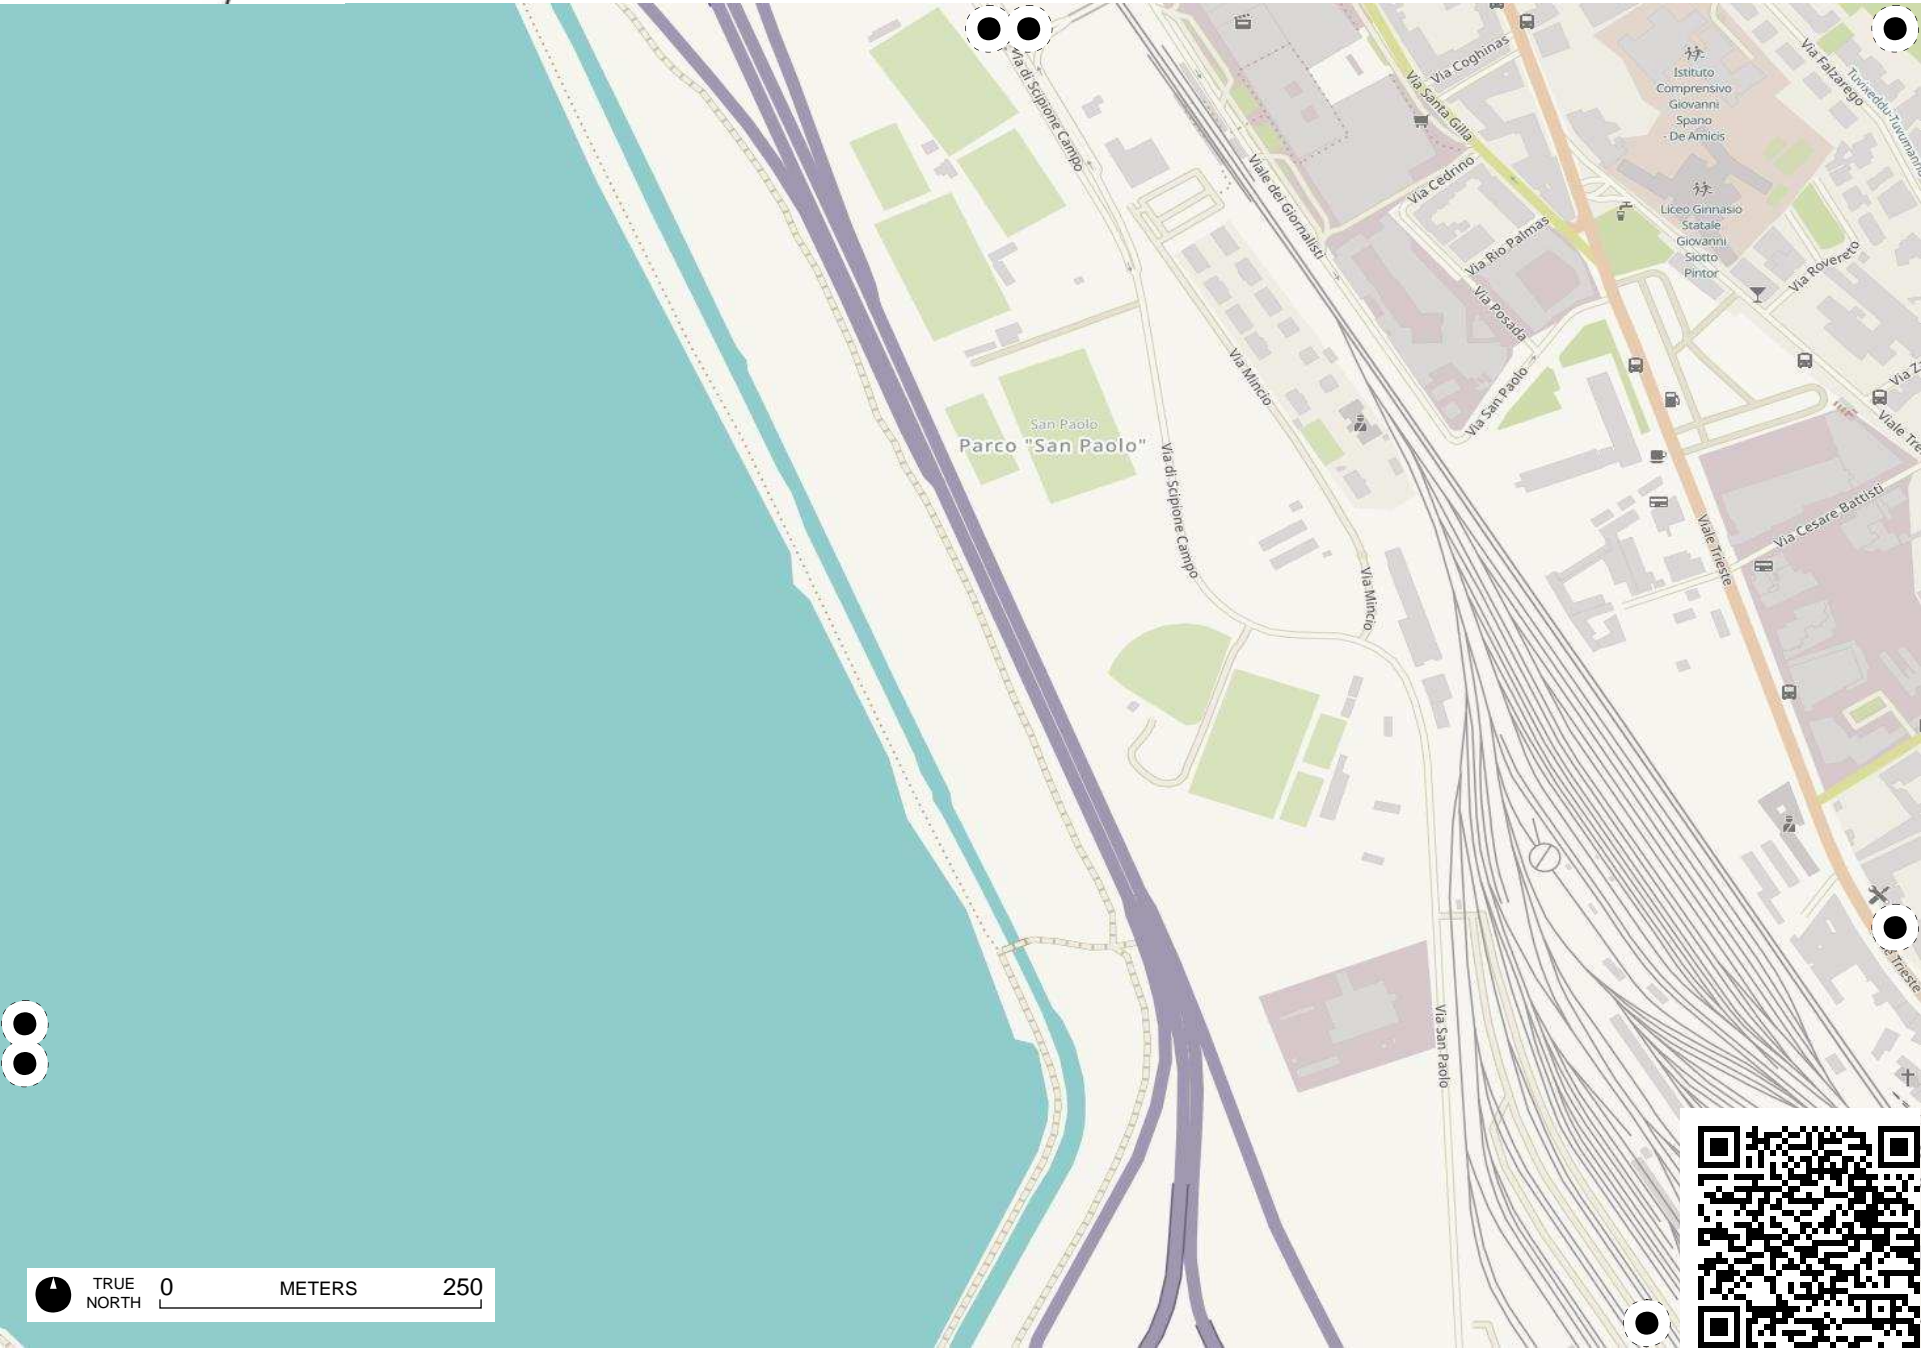 Via di Scipione Campo
Via Coghinas
Via Santa Gilla
Via Falzarego
Istituto
Comprensivo
Giovanni
Spano
- De Amicis
Via Cedrino
Viale dei Giornalisti
Liceo Ginnasio
Statale
Giovanni
Siotto
Pintor
Via Rio Palmas
Via Rovereto
Via Posada
Via Mincio
Via San Paolo
San Paolo
Parco "San Paolo"
Via di Scipione Campo
Viale Trieste
Via Cesare Battisti
Via Mincio
Via San Paolo
TRUE
NORTH
0 METERS 250